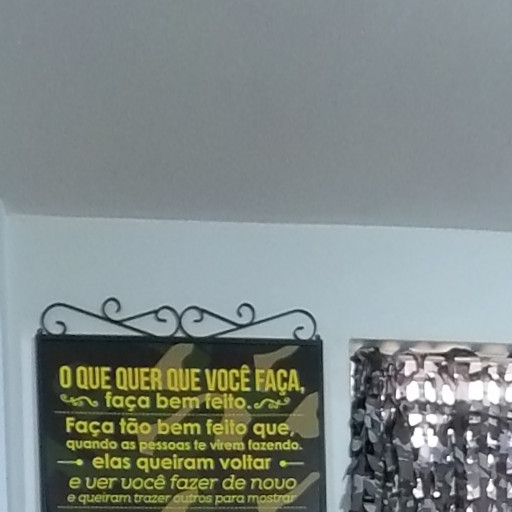 O QUE QUER QUE VOCÊ FAÇA,
faça bem feito.
Faça tão bem feito que,
quando as pessoas te virem fazendo.
elas queiram voltar
e ver você fazer de novo
e queiram trazer outros para mostrar